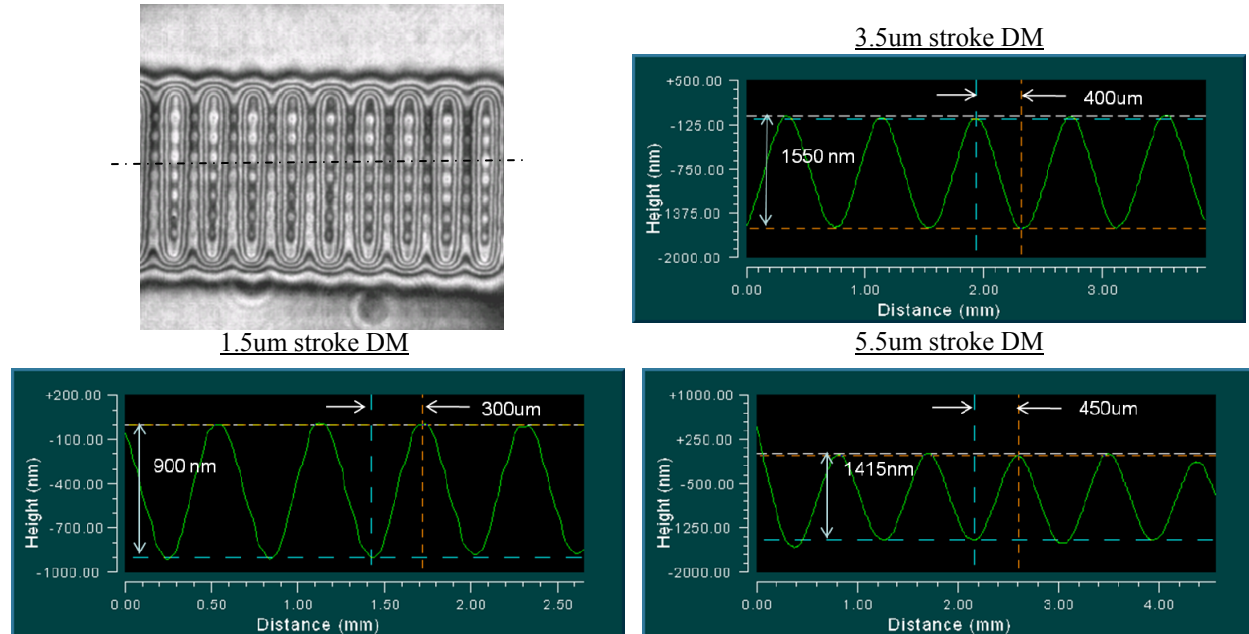 3.5um stroke DM
+500.00
-125.00
-750.00
1375.00
-2000.00
Height (nm)
1550 nm
400um
0.00 1.00 2.00 3.00
Distance (mm)
1.5um stroke DM
+200.00
-100.00
-400.00
-700.00
-1000.00
Height (nm)
900 nm
300um
0.00 0.50 1.00 1.50 2.00 2.50
Distance (mm)
5.5um stroke DM
+1000.00
+250.00
-500.00
-1250.00
-2000.00
Height (nm)
1415nm
450um
0.00 1.00 2.00 3.00 4.00
Distance (mm)